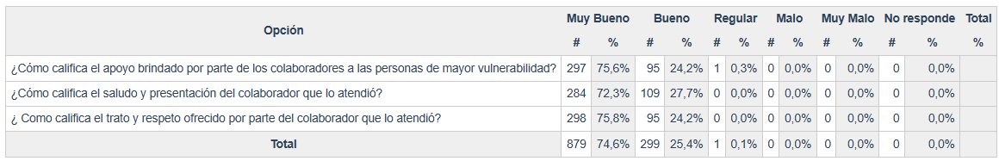 Opción Muy Bueno Bueno Regular Malo Muy Malo No responde Total
# % # % # % # % # % # % %
¿Cómo califica el apoyo brindado por parte de los colaboradores a las personas de mayor vulnerabilidad? 297 75,6% 95 24,2% 1 0,3% 0 0,0% 0 0,0% 0 0,0%
¿Cómo califica el saludo y presentación del colaborador que lo atendió? 284 72,3% 109 27,7% 0 0,0% 0 0,0% 0 0,0% 0 0,0%
¿ Como califica el trato y respeto ofrecido por parte del colaborador que lo atendió? 298 75,8% 95 24,2% 0 0,0% 0 0,0% 0 0,0% 0 0,0%
Total 879 74,6% 299 25,4% 1 0,1% 0 0,0% 0 0,0% 0 0,0%